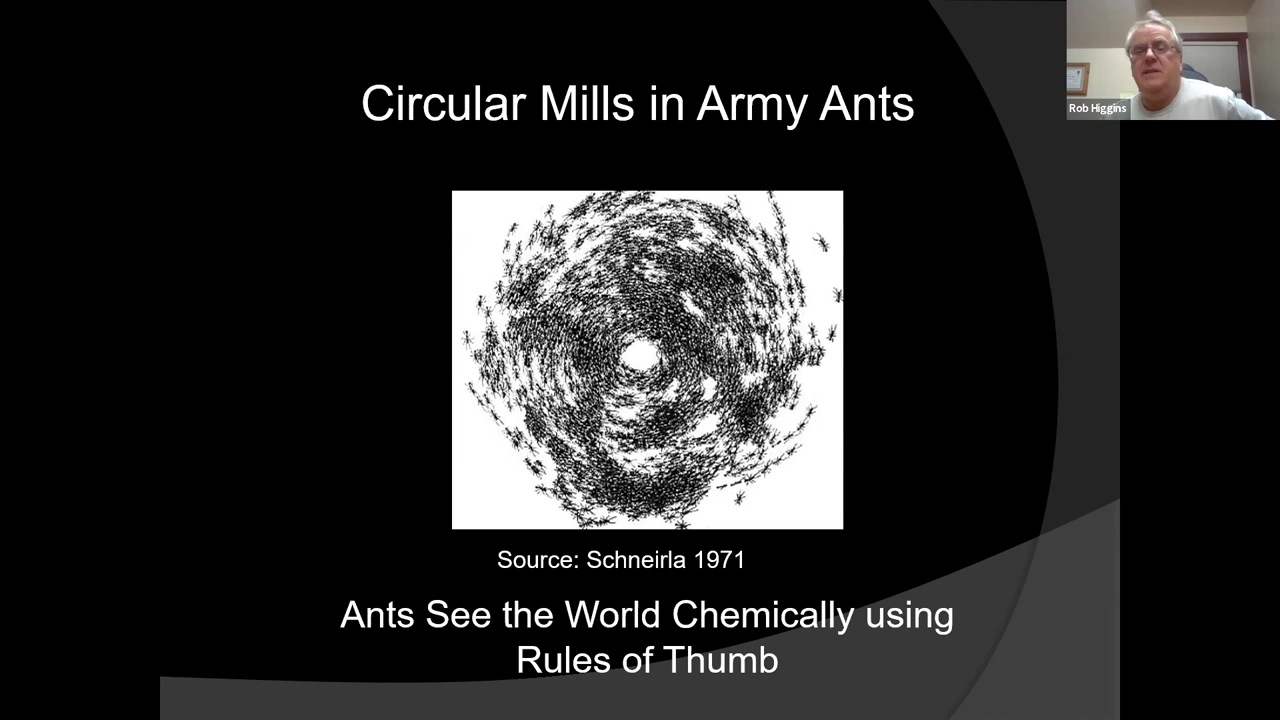 Circular Mills in Army Ants
Rob Higgins
Source: Schneirla 1971
Ants See the World Chemically using
Rules of Thumb